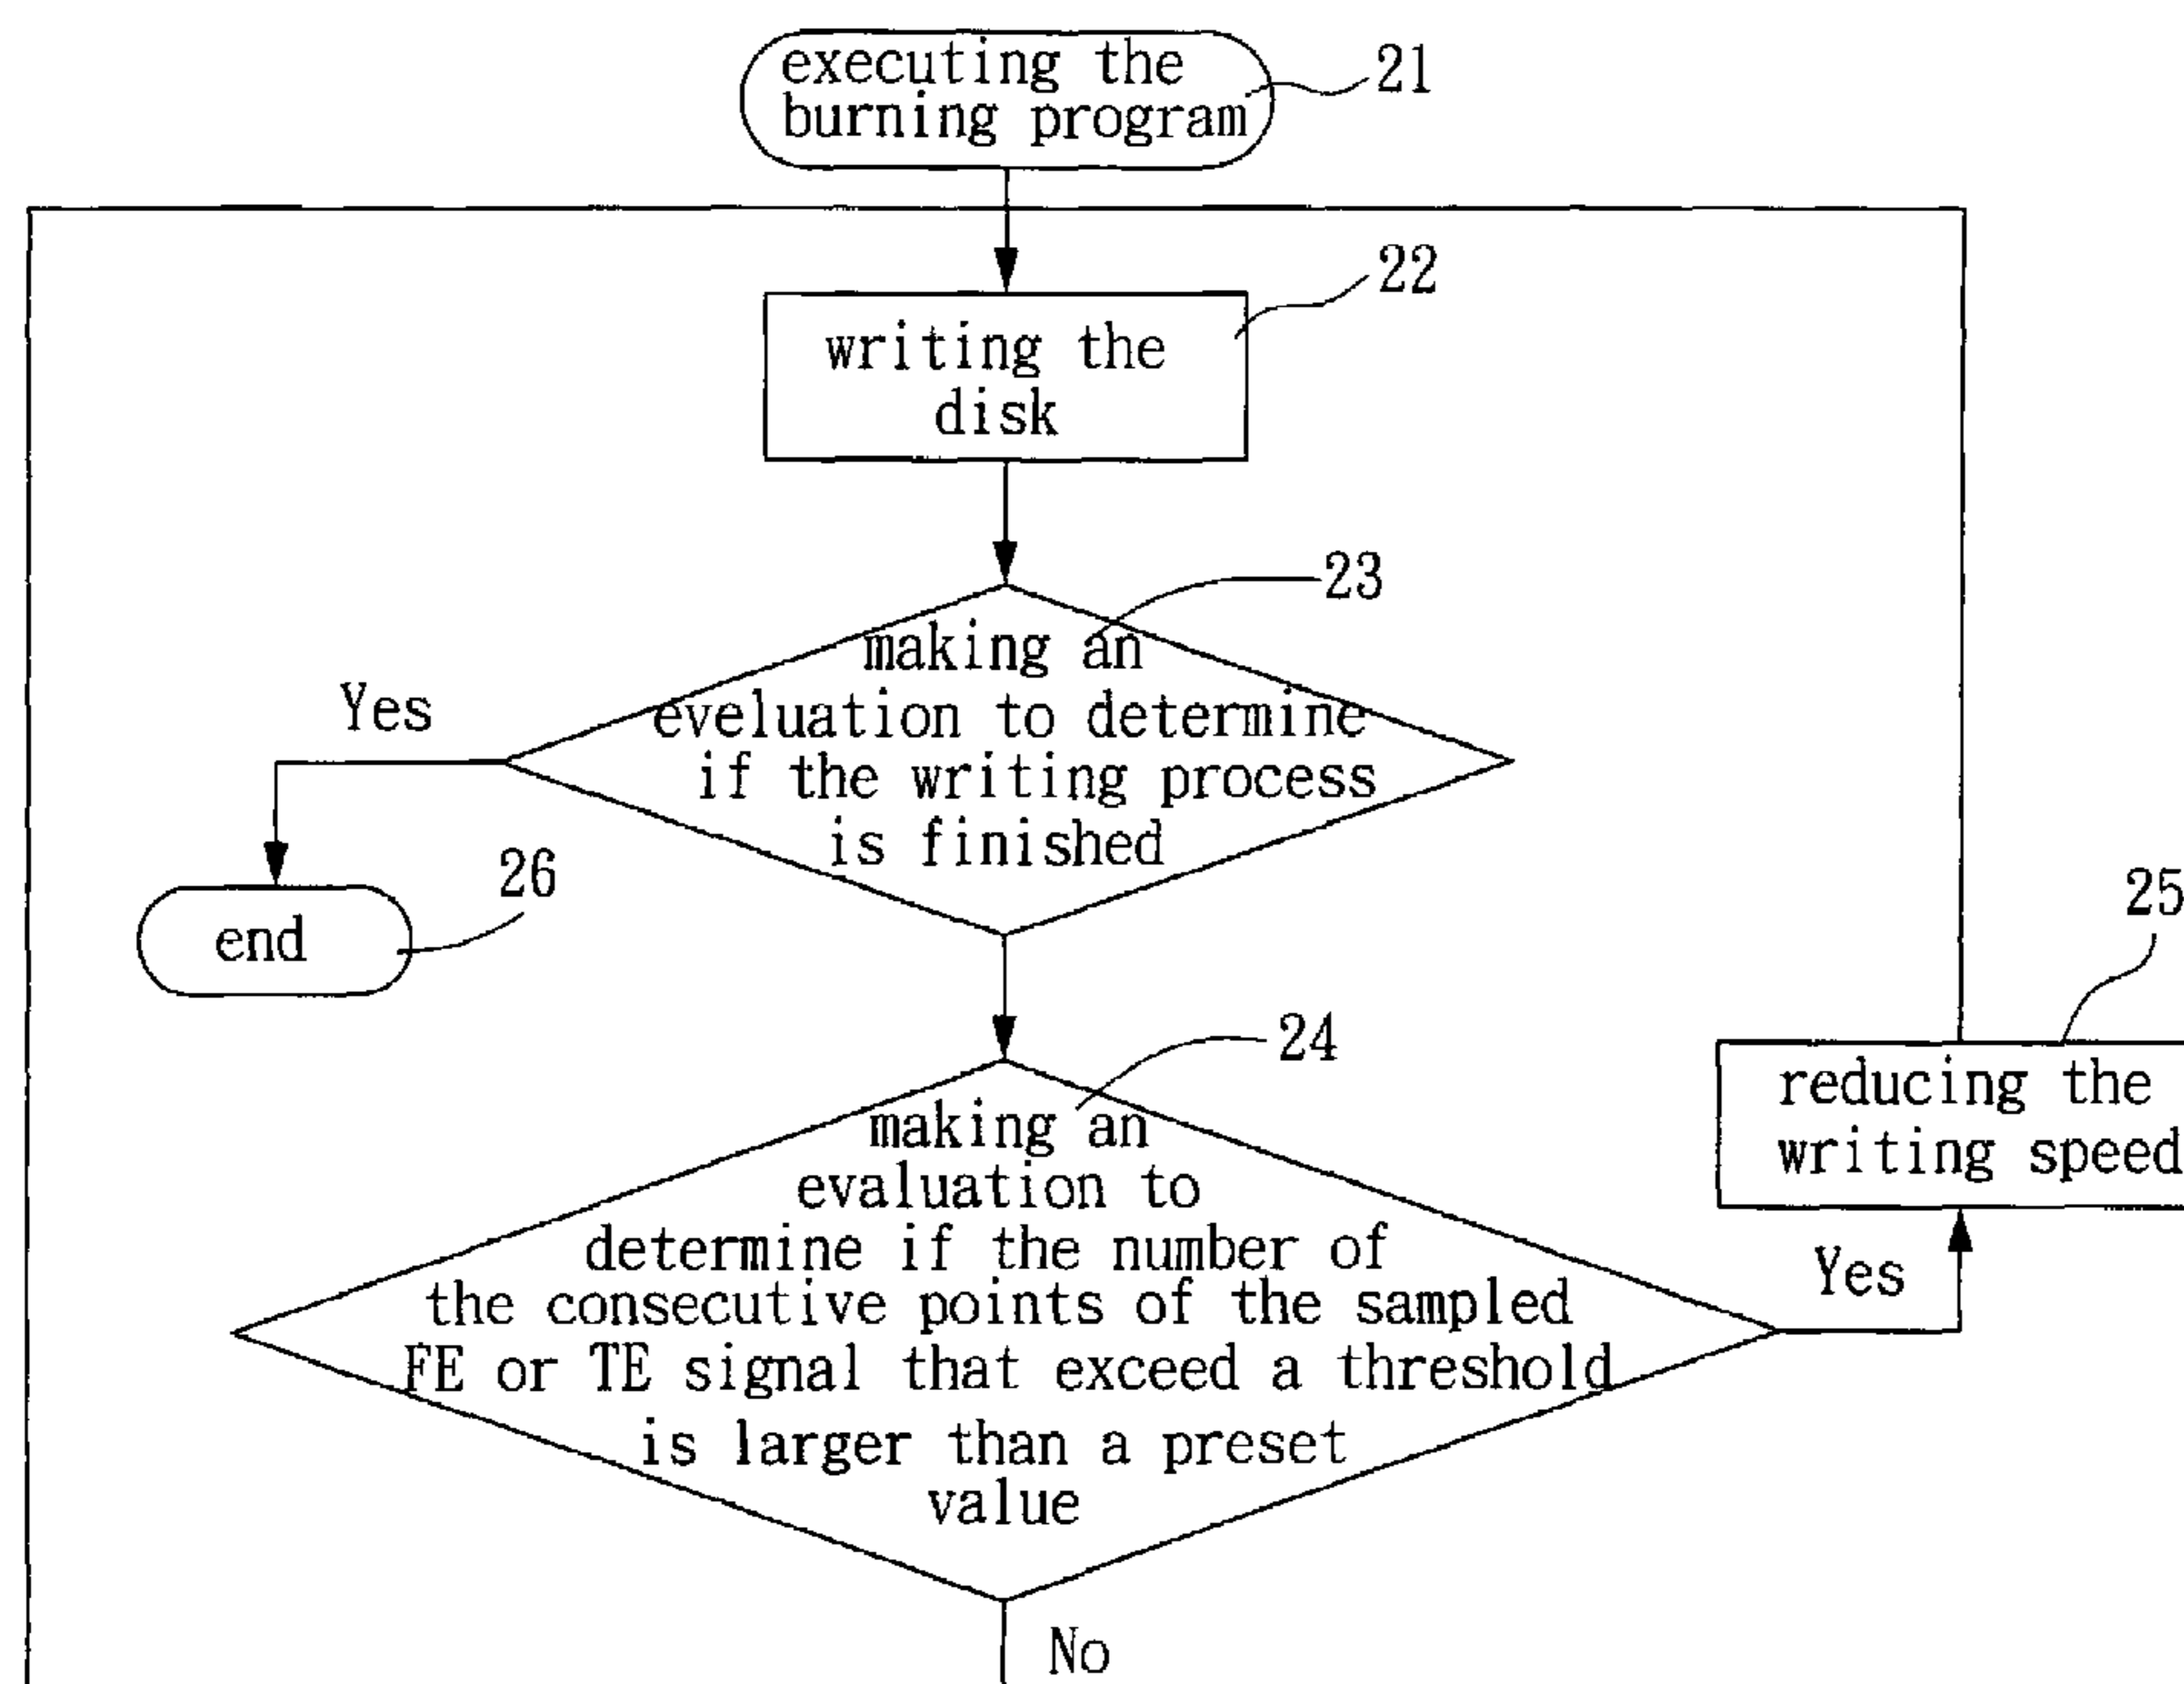 executing the
burning program
21
22
writing the
disk
23
making an
eveluation to determine
if the writing process
is finished
Yes
26
end
25
24
reducing the
writing speed
making an
evaluation to
determine if the number of
the consecutive points of the sampled
FE or TE signal that exceed a threshold
is larger than a preset
value
Yes
No